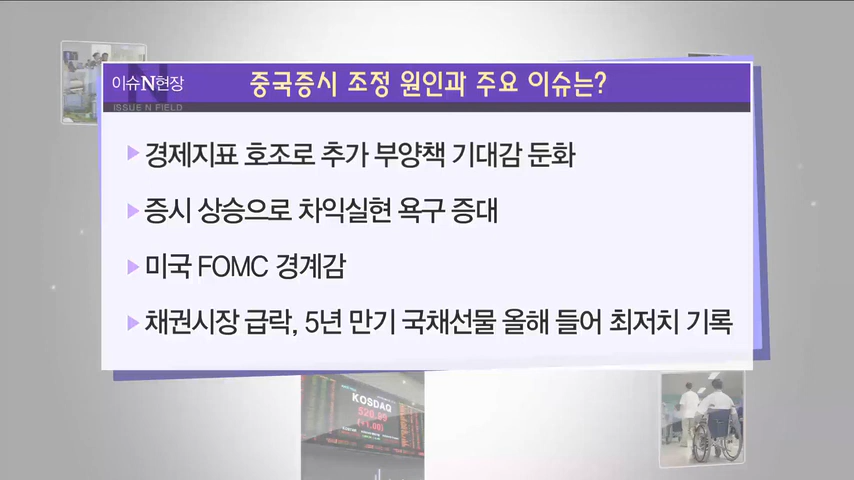 이슈N현장
ISSUE N FIELD
중국증시 조정 원인과 주요 이슈는?
경제지표 호조로 추가 부양책 기대감 둔화
증시 상승으로 차익실현 욕구 증대
미국 FOMC 경계감
채권시장 급락, 5년 만기 국채선물 올해 들어 최저치 기록
KOSDAQ